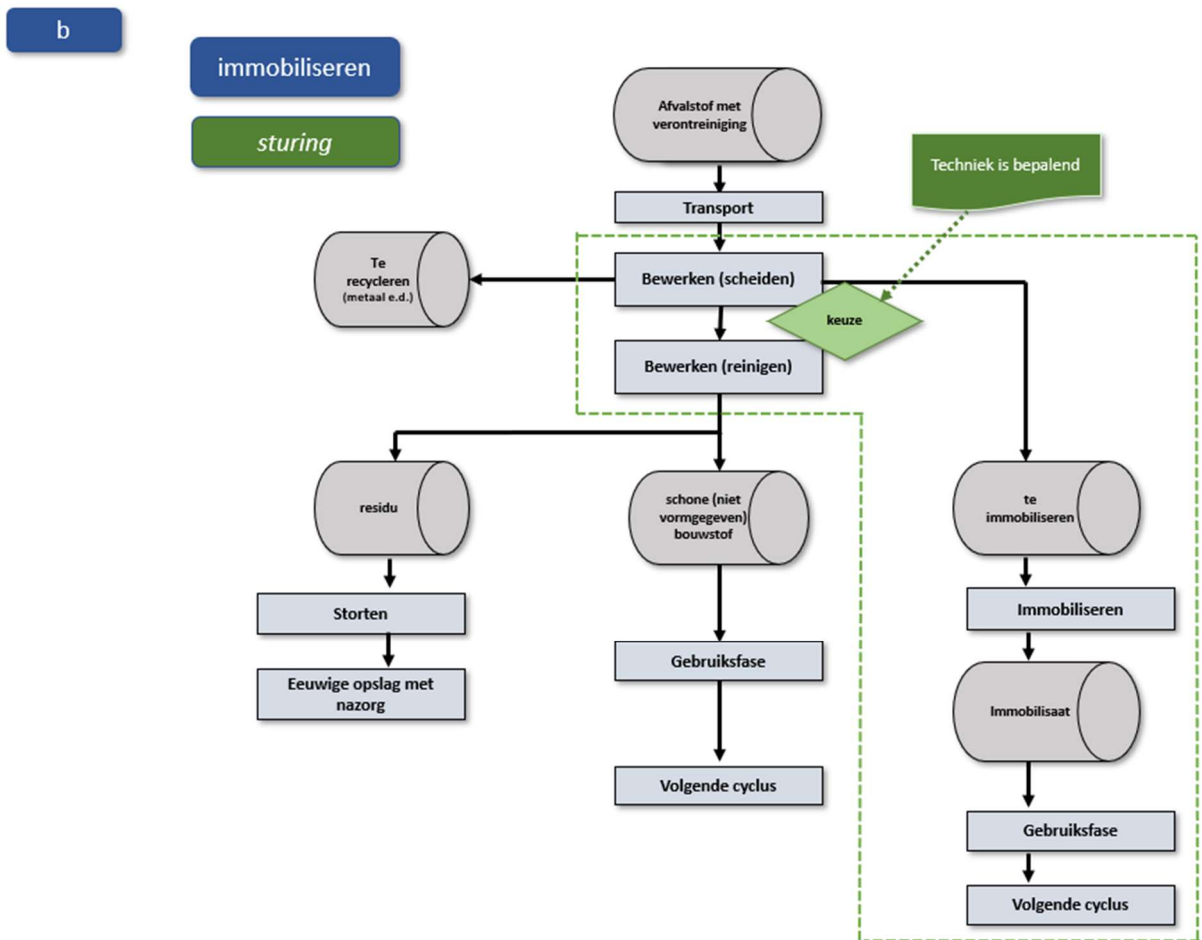 b
immobiliseren
sturing
Afvalstof met
verontreiniging
Techniek is bepalend
Transport
Te
recycleren
(metaal e.d.)
Bewerken (scheiden)
keuze
Bewerken (reinigen)
residu
schone (niet
vormgegeven)
bouwstof
te
immobiliseren
Storten
Immobiliseren
Eeuwige opslag met
nazorg
Gebruiksfase
Immobilisaat
Volgende cyclus
Gebruiksfase
Volgende cyclus